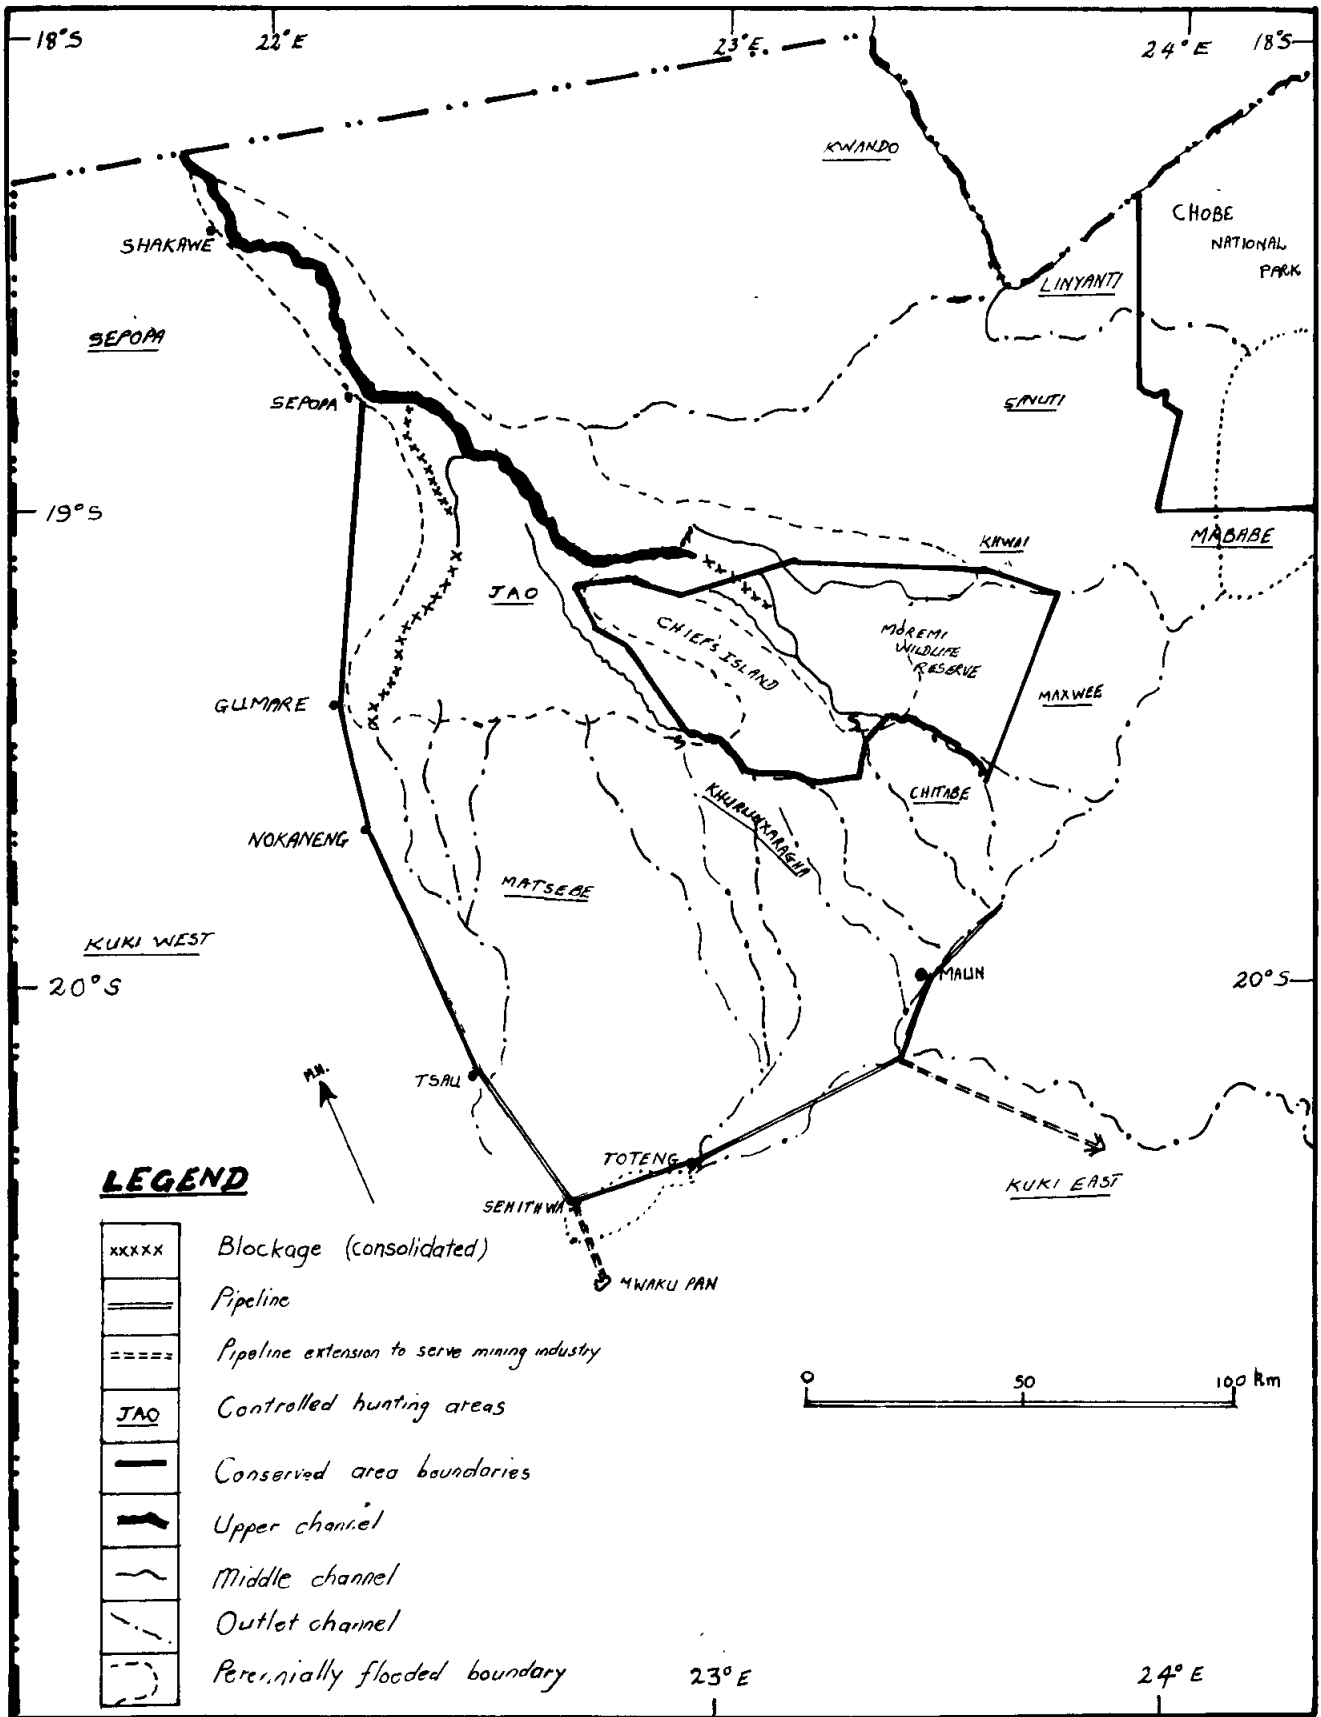 18°S
22°E
23°E
24°E
18°S
KWANDO
CHOBE
NATIONAL
PARK
SHAKAWE
LINYANTI
SEPOPA
SEPOPA
SAVUTI
19°S
KHWAI
MABABE
JAO
CHIEF'S ISLAND
MOREMI
WILDLIFE
RESERVE
MAXWEE
GUMARE
CHITABE
KHURUNXARAGHA
NOKANENG
MATSEBE
KUKI WEST
MAUN
20°S
20°S
M.N.
TSAU
TOTENG
KUKI EAST
SEHITHWA
MWAKU PAN
LEGEND
xxxxx Blockage (consolidated)
Pipeline
Pipeline extension to serve mining industry
JAO Controlled hunting areas
Conserved area boundaries
Upper channel
Middle channel
Outlet channel
Perennially flooded boundary
0 50 100 km
23°E
24°E